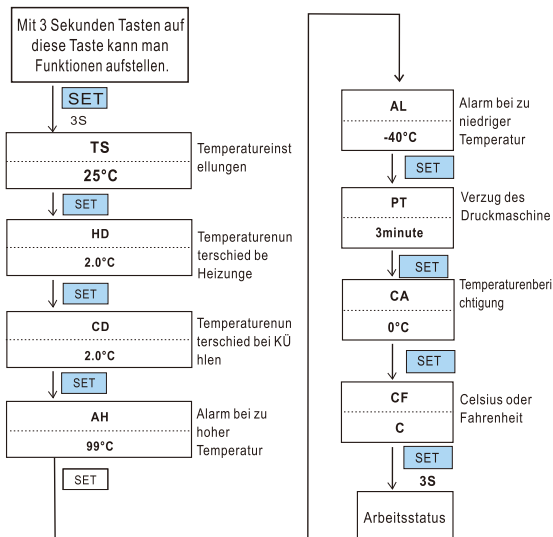 Mit 3 Sekunden Tasten auf
diese Taste kann man
Funktionen aufstellen.
SET
3S
TS
25°C
Temperatureinst
ellungen
SET
HD
2.0°C
Temperaturenun
terschied be
Heizunge
SET
CD
2.0°C
Temperaturenun
terschied bei KÜ
hlen
SET
AH
99°C
Alarm bei zu
hoher
Temperatur
SET
AL
-40°C
Alarm bei zu
niedriger
Temperatur
SET
PT
3minute
Verzug des
Druckmaschine
SET
CA
0°C
Temperaturenberi
chtigung
SET
CF
C
Celsius oder
Fahrenheit
SET
3S
Arbeitsstatus